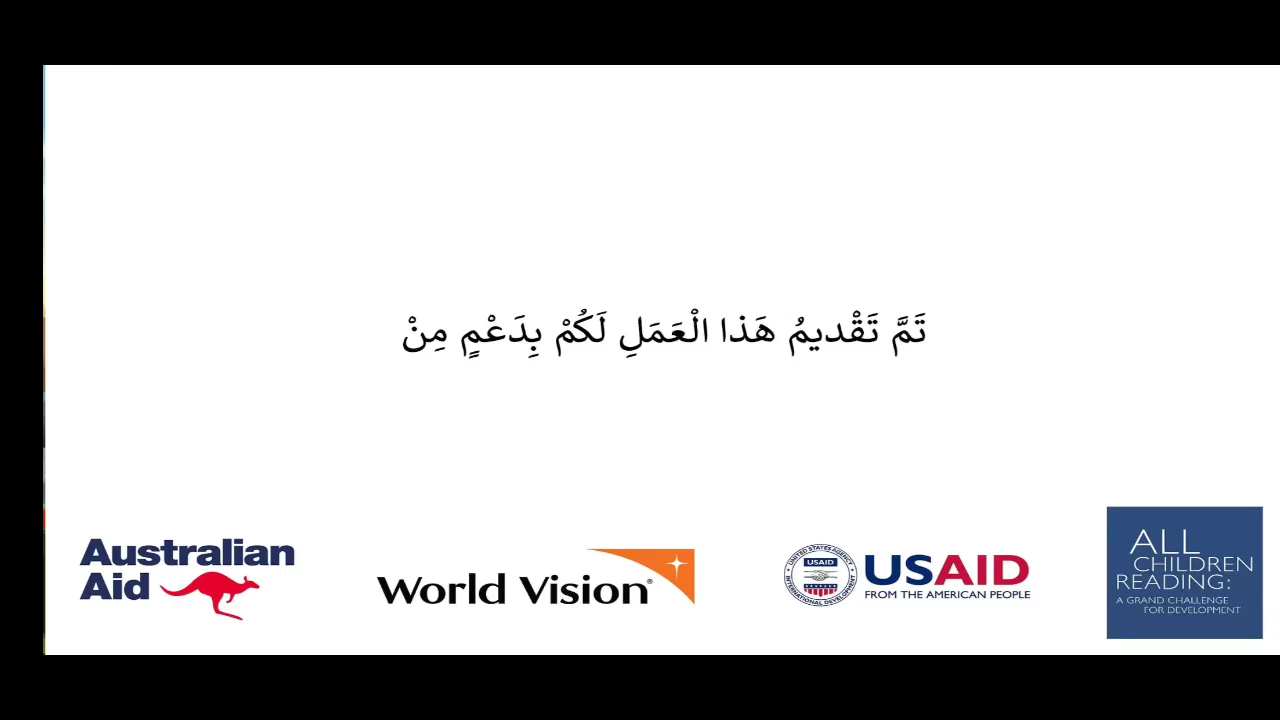 تَمَّ تَقْديمُ هَذا الْعَمَلِ لَكُمْ بِدَعْمٍ مِنْ
Australian
Aid
World Vision®
UNITED STATES AGENCY
USAID
INTERNATIONAL DEVELOPMENT
USAID
FROM THE AMERICAN PEOPLE
ALL
CHILDREN
READING:
A GRAND CHALLENGE
FOR DEVELOPMENT